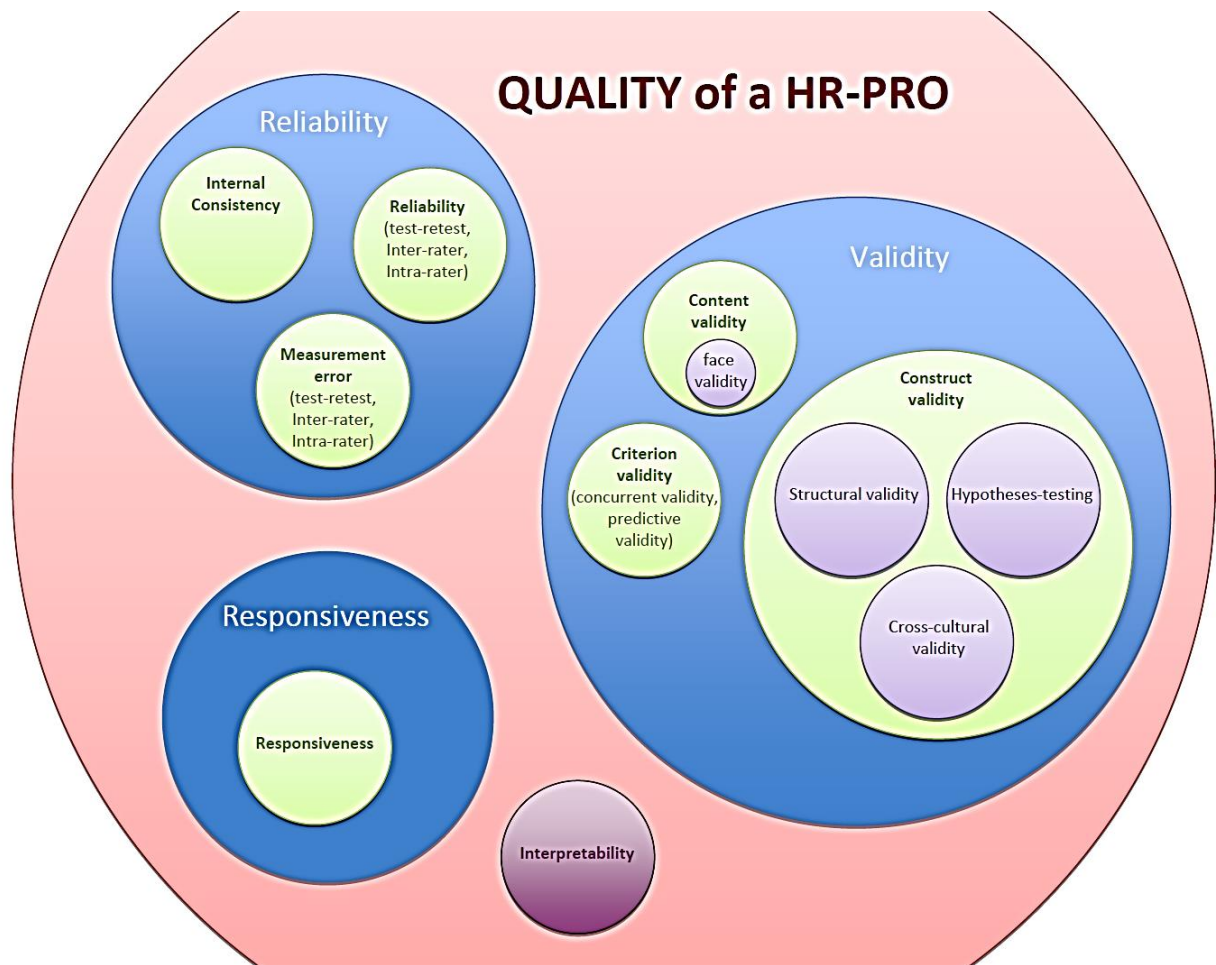 QUALITY of a HR-PRO
Reliability
Internal
Consistency
Reliability
(test-retest,
Inter-rater,
Intra-rater)
Measurement
error
(test-retest,
Inter-rater,
Intra-rater)
Validity
Content
validity
face
validity
Criterion
validity
(concurrent validity,
predictive
validity)
Construct
validity
Structural validity
Hypotheses-testing
Cross-cultural
validity
Responsiveness
Responsiveness
Interpretability